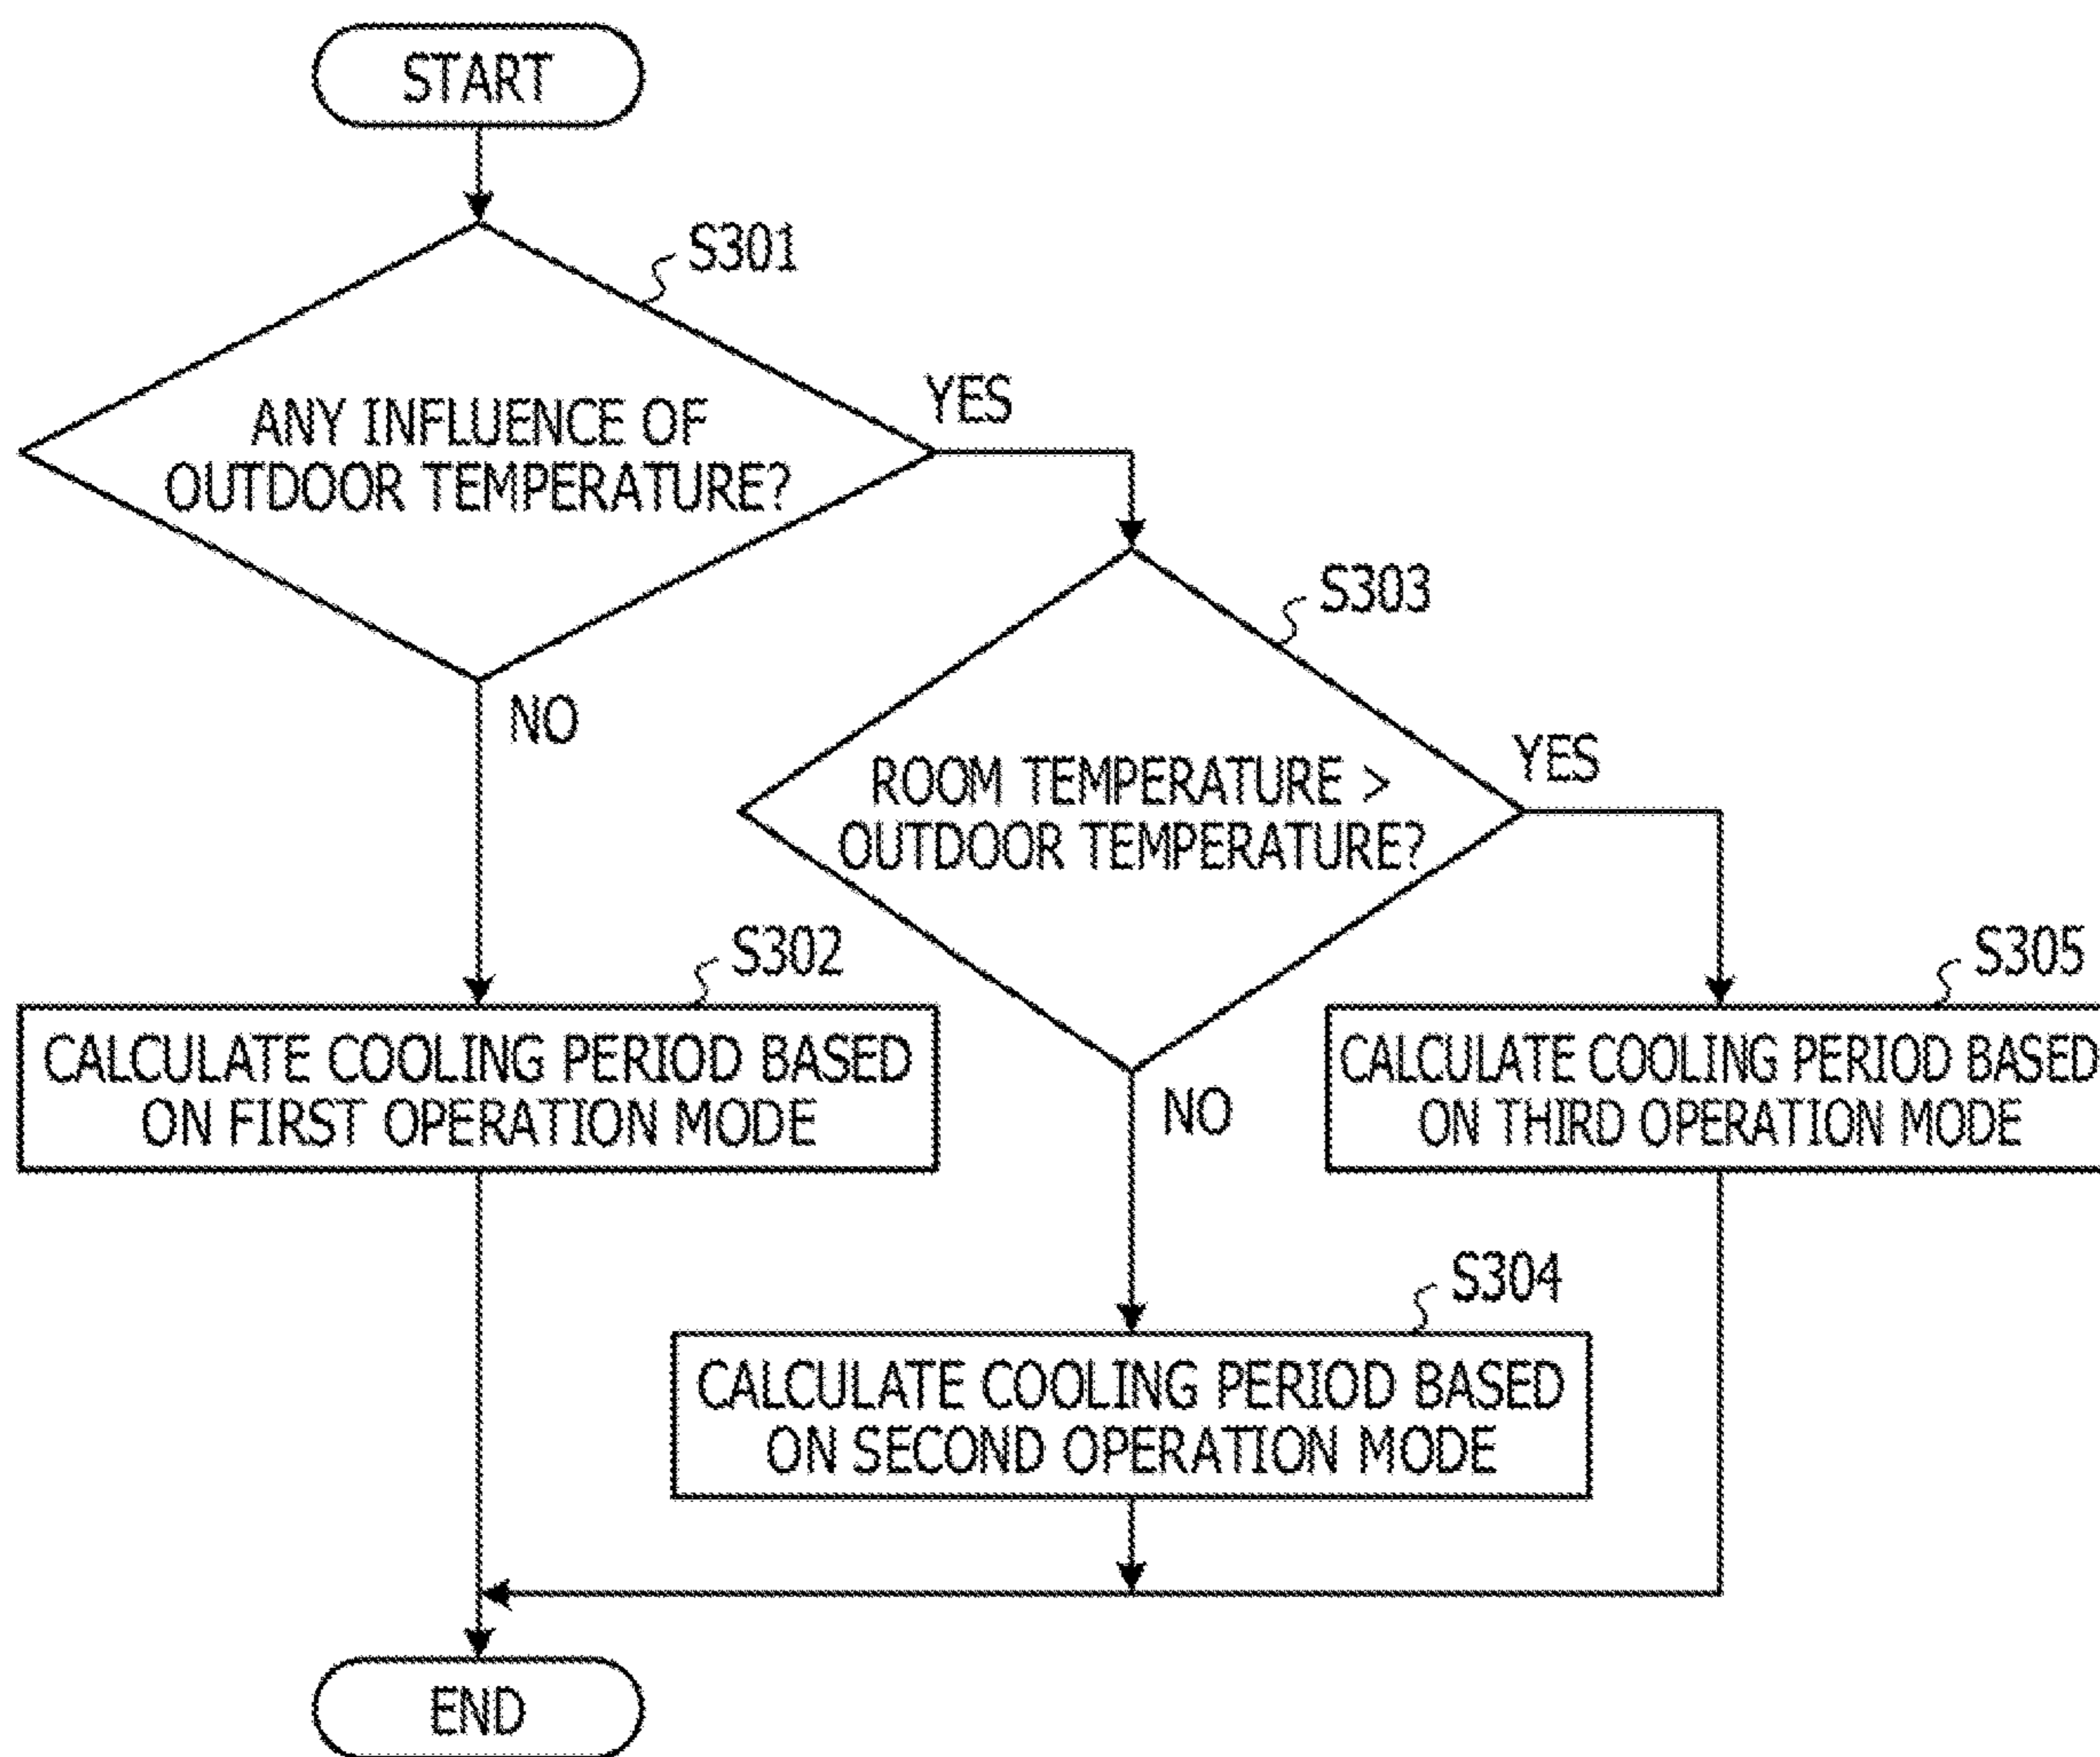 START
S301
ANY INFLUENCE OF
OUTDOOR TEMPERATURE?
YES
NO
S303
ROOM TEMPERATURE >
OUTDOOR TEMPERATURE?
YES
NO
S302
CALCULATE COOLING PERIOD BASED
ON FIRST OPERATION MODE
S305
CALCULATE COOLING PERIOD BASED
ON THIRD OPERATION MODE
S304
CALCULATE COOLING PERIOD BASED
ON SECOND OPERATION MODE
END